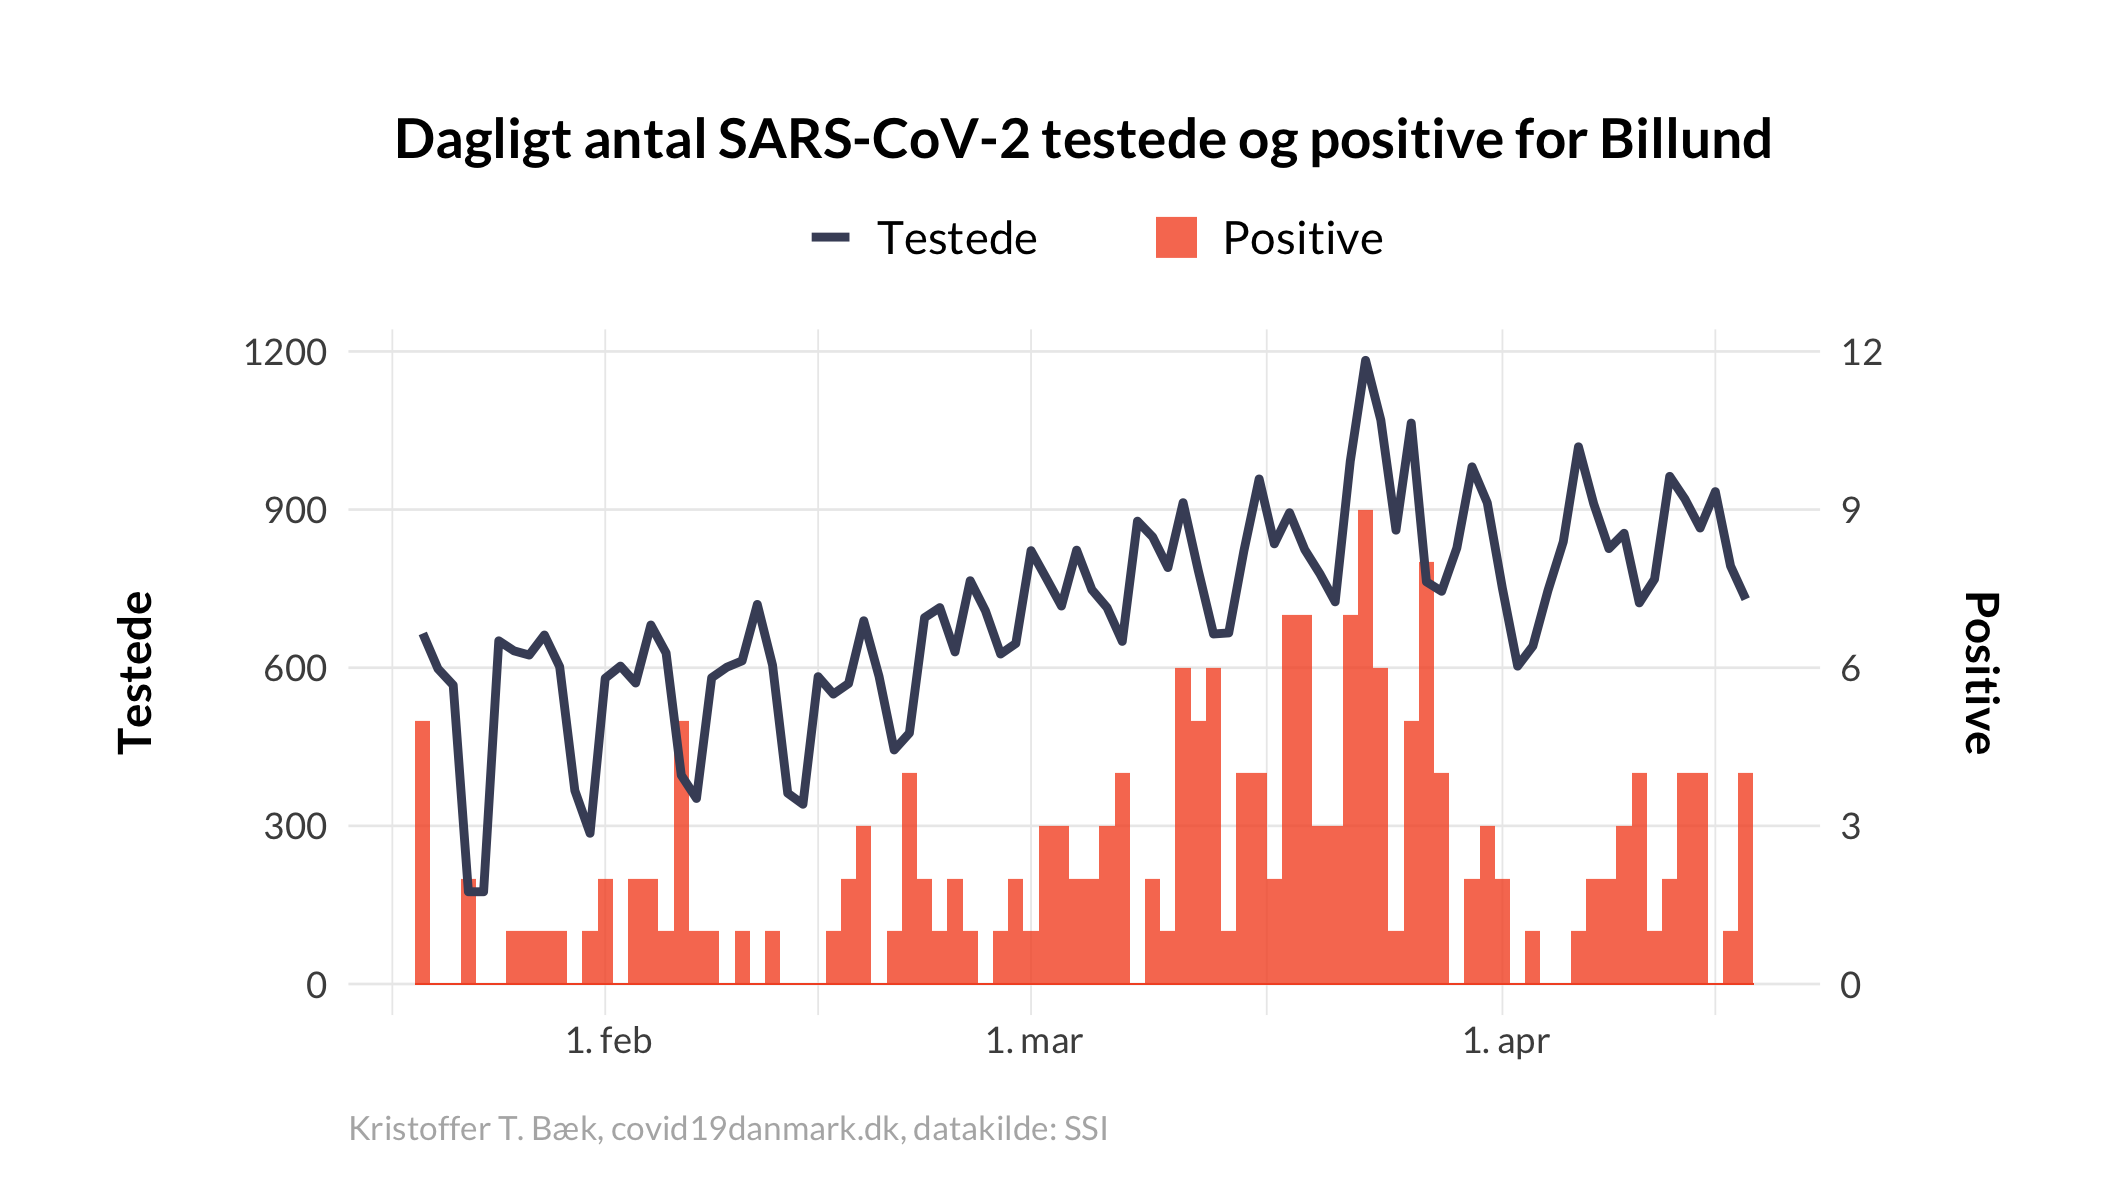 Dagligt antal SARS-CoV-2 testede og positive for Billund
Testede
Positive
1200
900
600
300
0
12
9
6
3
0
Testede
Positive
1. feb
1. mar
1. apr
Kristoffer T. Bæk, covid19danmark.dk, datakilde: SSI